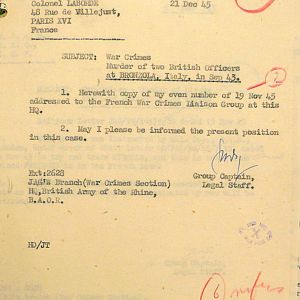 Colonel LABORDE
48 Rue de Villejust,
PARIS XVI
France
21 Dec 45
SUBJECT: War Crimes
Murder of two British Officers
at BRONZOLA, Italy, in Sep 43.
1. Herewith copy of my even number of 19 Nov 45
addressed to the French War Crimes Liaison Group at this
HQ.
2. May I please be informed the present position
in this case.
Ext:2628
Group Captain,
Legal Staff.
JAG'S Branch(War Crimes Section)
HQ,British Army of the Rhine,
B.A.O.R.
HD/JT